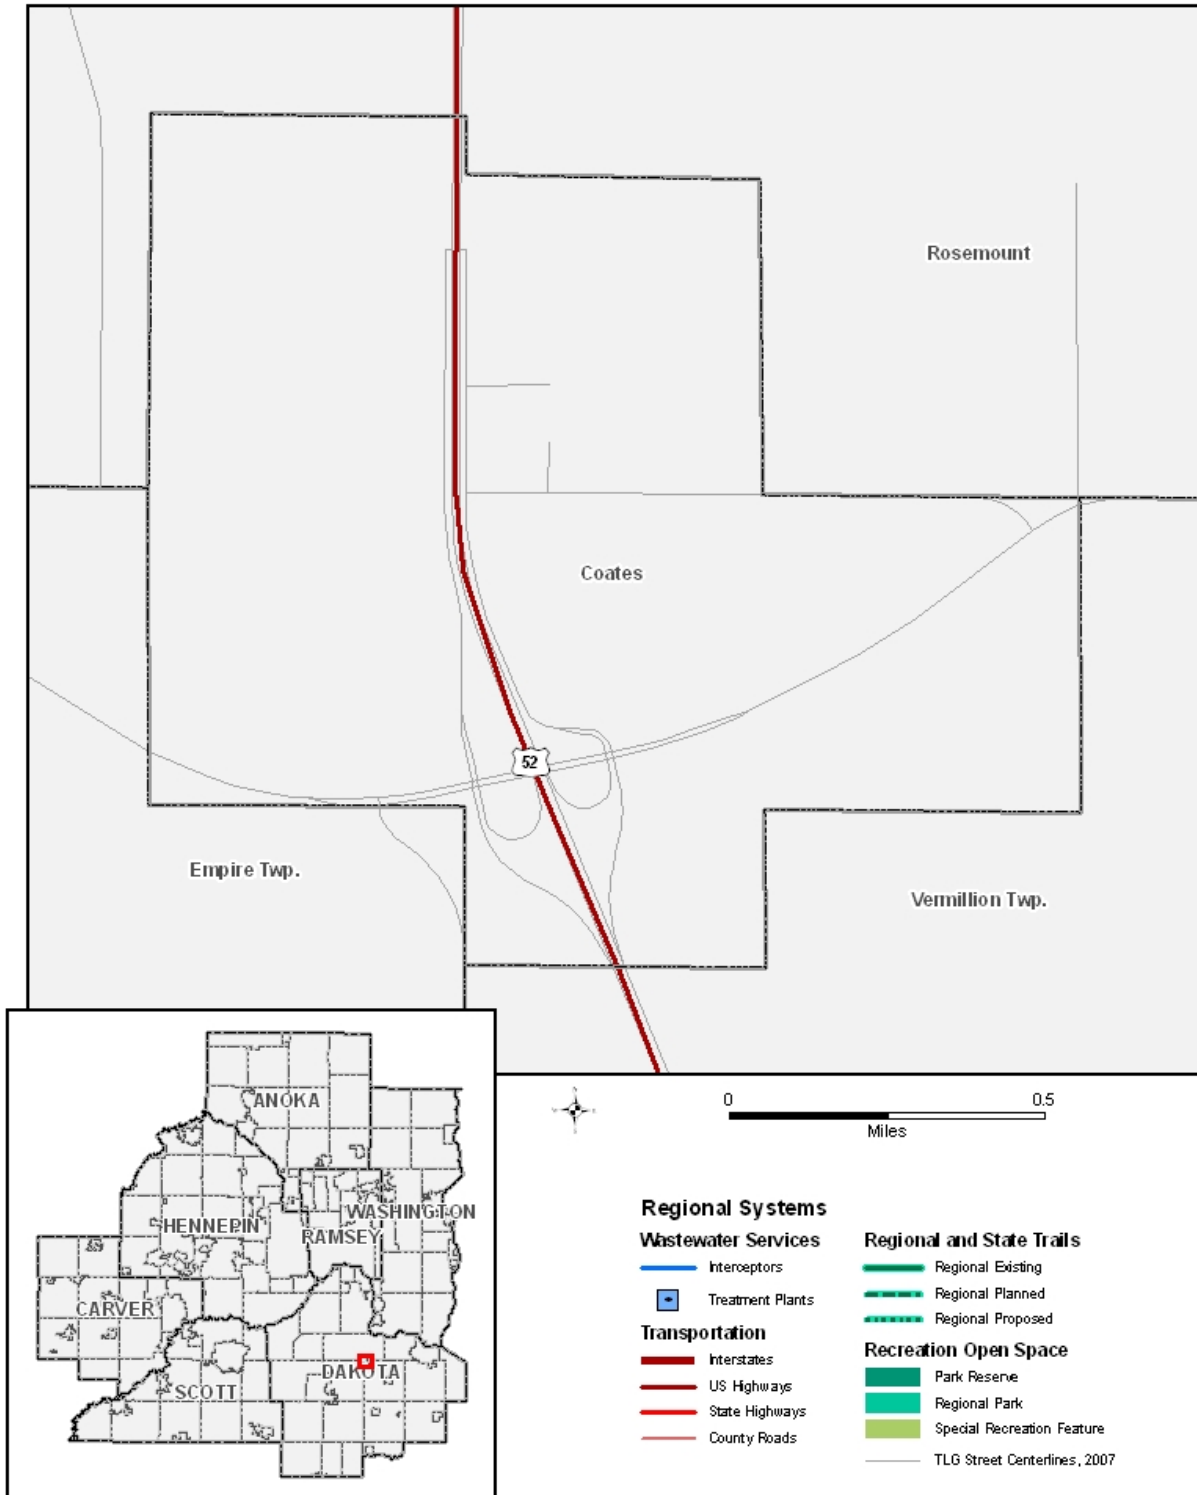 Rosemount
Coates
52
Empire Twp.
Vermillion Twp.
ANOKA
HENNEPIN
RAMSEY
WASHINGTON
CARVER
SCOTT
DAKOTA
0 0.5
Miles
Regional Systems
Wastewater Services
Interceptors
Treatment Plants
Transportation
Interstates
US Highways
State Highways
County Roads
Regional and State Trails
Regional Existing
Regional Planned
Regional Proposed
Recreation Open Space
Park Reserve
Regional Park
Special Recreation Feature
TLG Street Centerlines, 2007